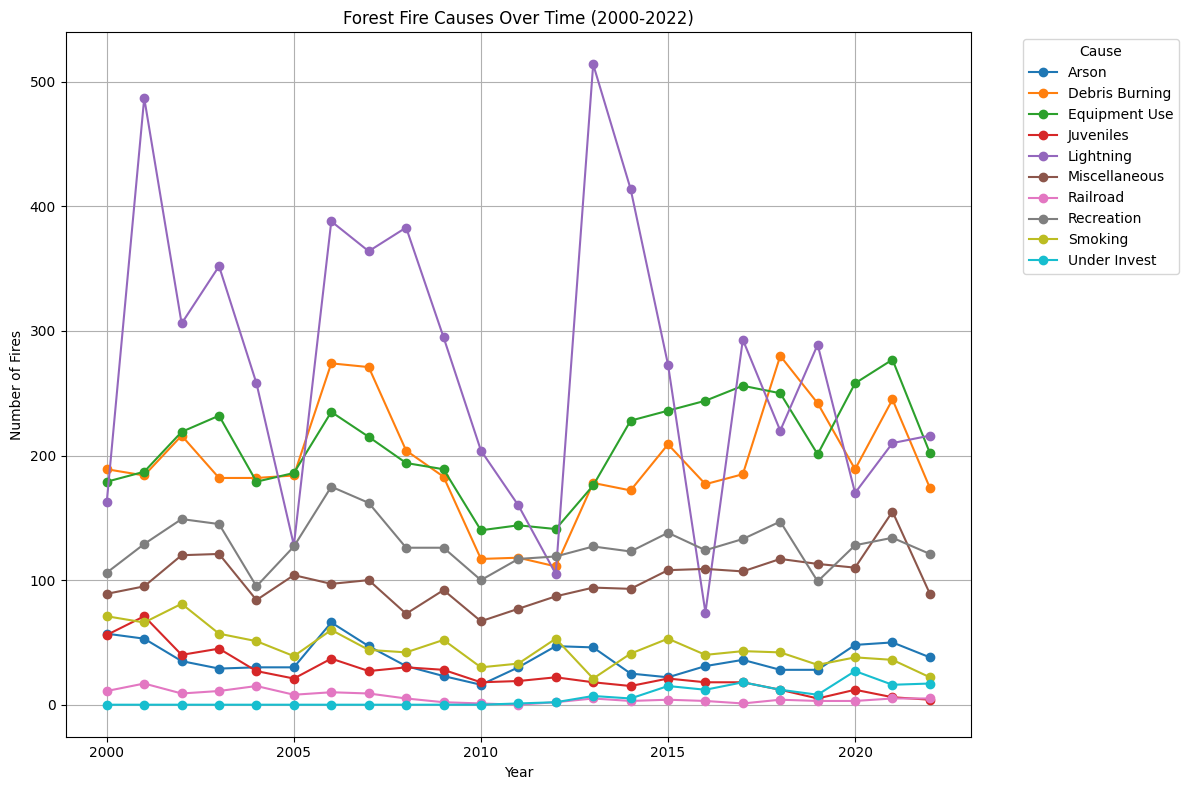 Forest Fire Causes Over Time (2000-2022)
Number of Fires
500
400
300
200
100
0
2000
2005
2010
2015
2020
Year
Cause
Arson
Debris Burning
Equipment Use
Juveniles
Lightning
Miscellaneous
Railroad
Recreation
Smoking
Under Invest